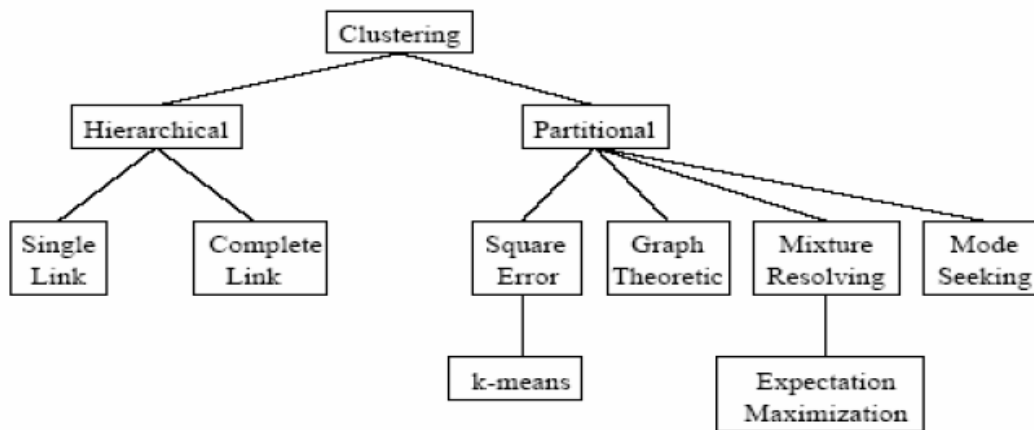 Clustering
Hierarchical
Partitional
Single
Link
Complete
Link
Square
Error
Graph
Theoretic
Mixture
Resolving
Mode
Seeking
k-means
Expectation
Maximization